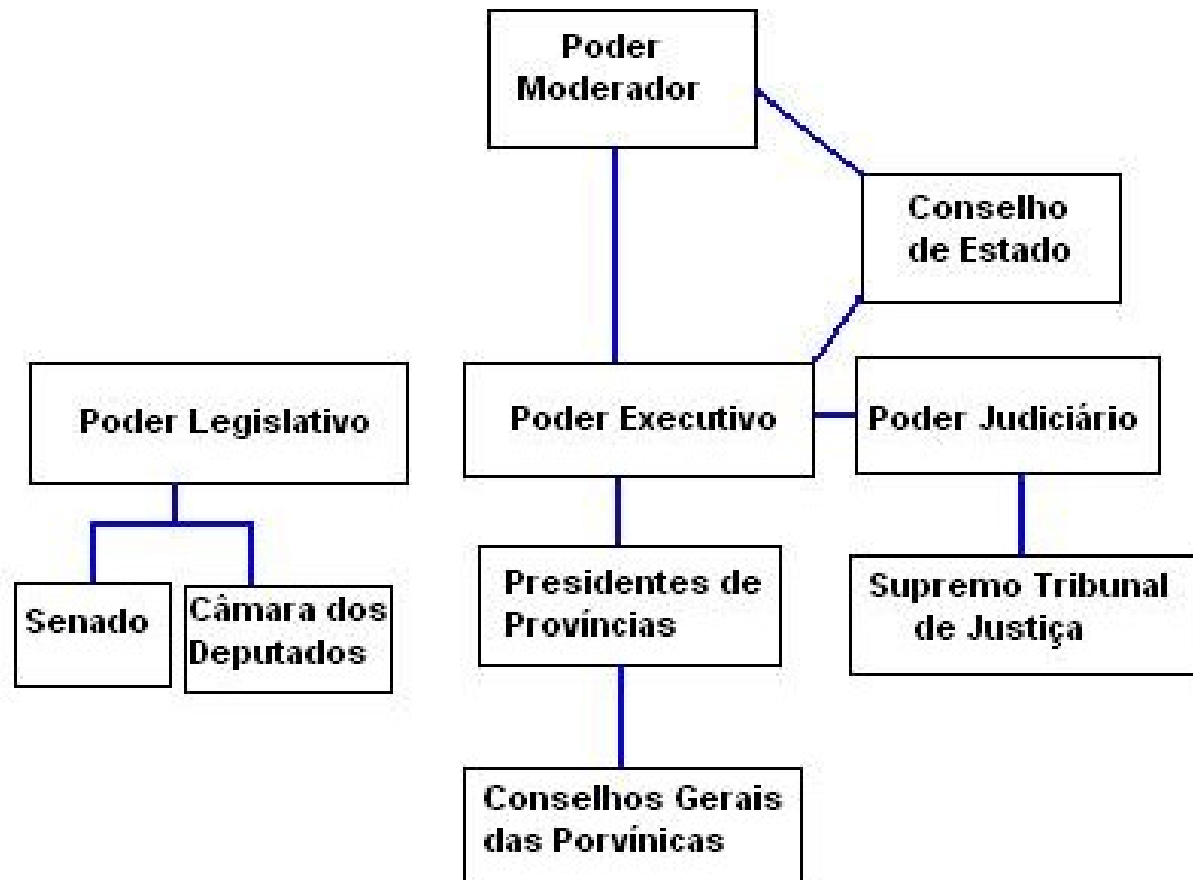 Poder
Moderador
Conselho
de Estado
Poder Legislativo
Poder Executivo
Poder Judiciário
Senado
Câmara dos
Deputados
Presidentes de
Províncias
Supremo Tribunal
de Justiça
Conselhos Gerais
das Porvínicas